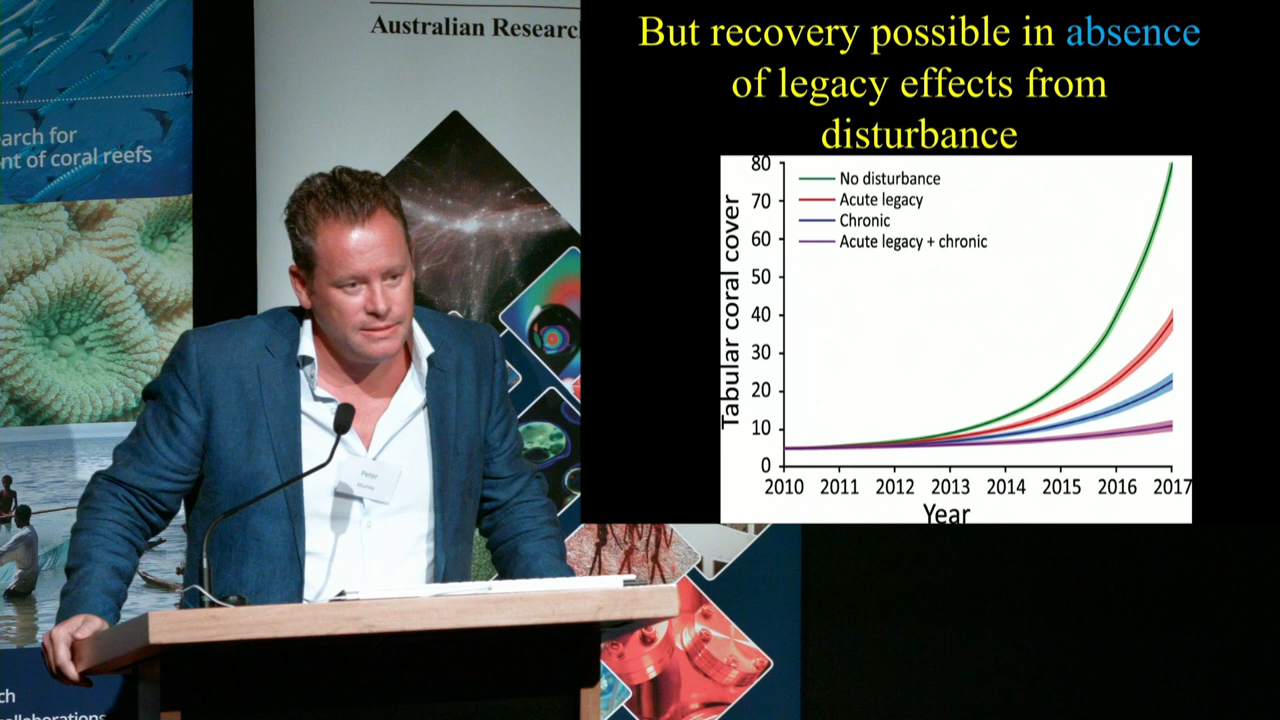 Australian Research
arch for
nt of coral reefs
Peter
ch
ollaborations
But recovery possible in absence
of legacy effects from
disturbance
80
70
60
50
40
30
20
10
0
Tabular coral cover
No disturbance
Acute legacy
Chronic
Acute legacy + chronic
2010 2011 2012 2013 2014 2015 2016 2017
Year